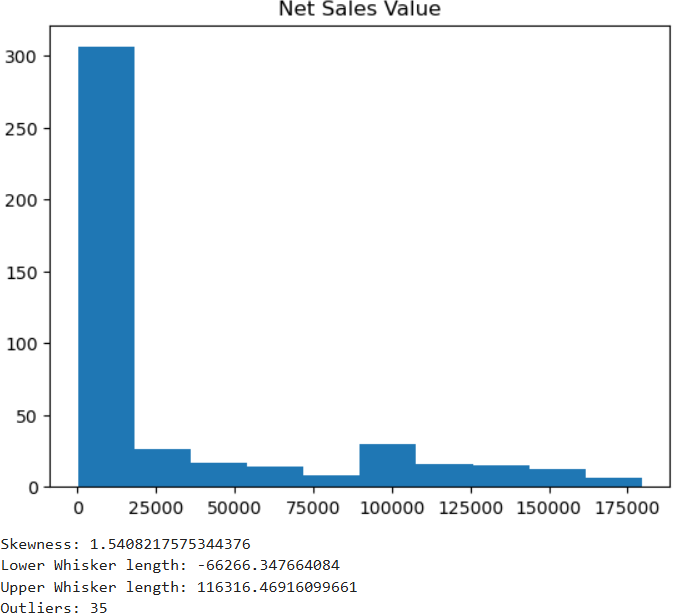 Net Sales Value
300
250
200
150
100
50
0
0 25000 50000 75000 100000 125000 150000 175000
Skewness: 1.5408217575344376
Lower Whisker length: -66266.347664084
Upper Whisker length: 116316.46916099661
Outliers: 35